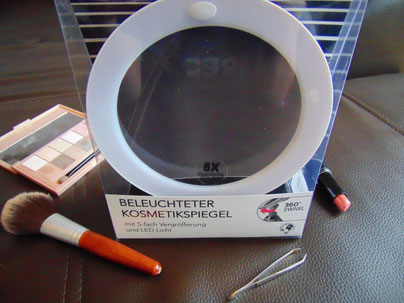 5X
BELEUCHTETER
KOSMETIKSPIEGEL
mit 5-fach Vergrößerung
und LED Licht
360°
SWIVEL